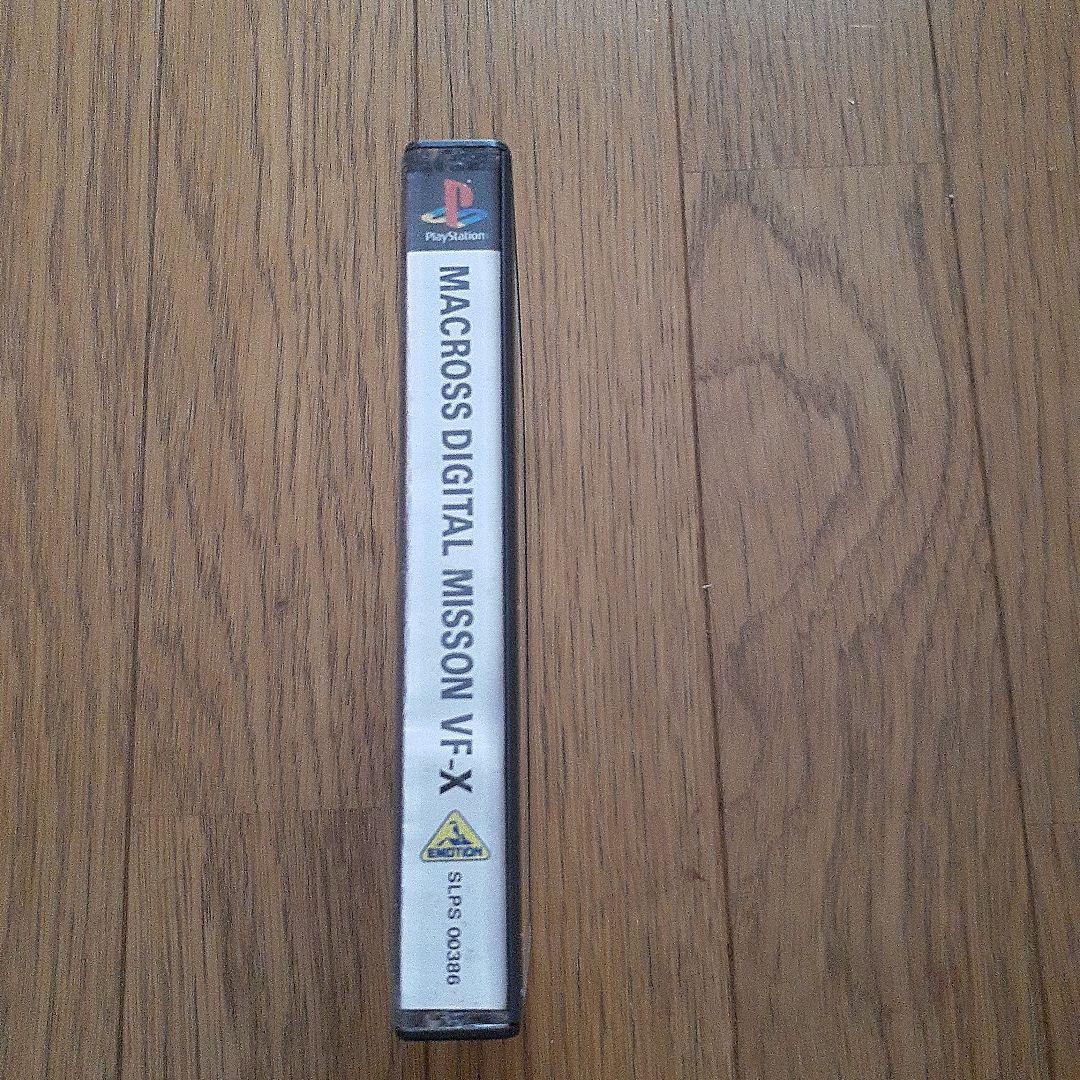 PlayStation
MACROSS DIGITAL MISSON VF-X
EMOTION
SLPS 00386